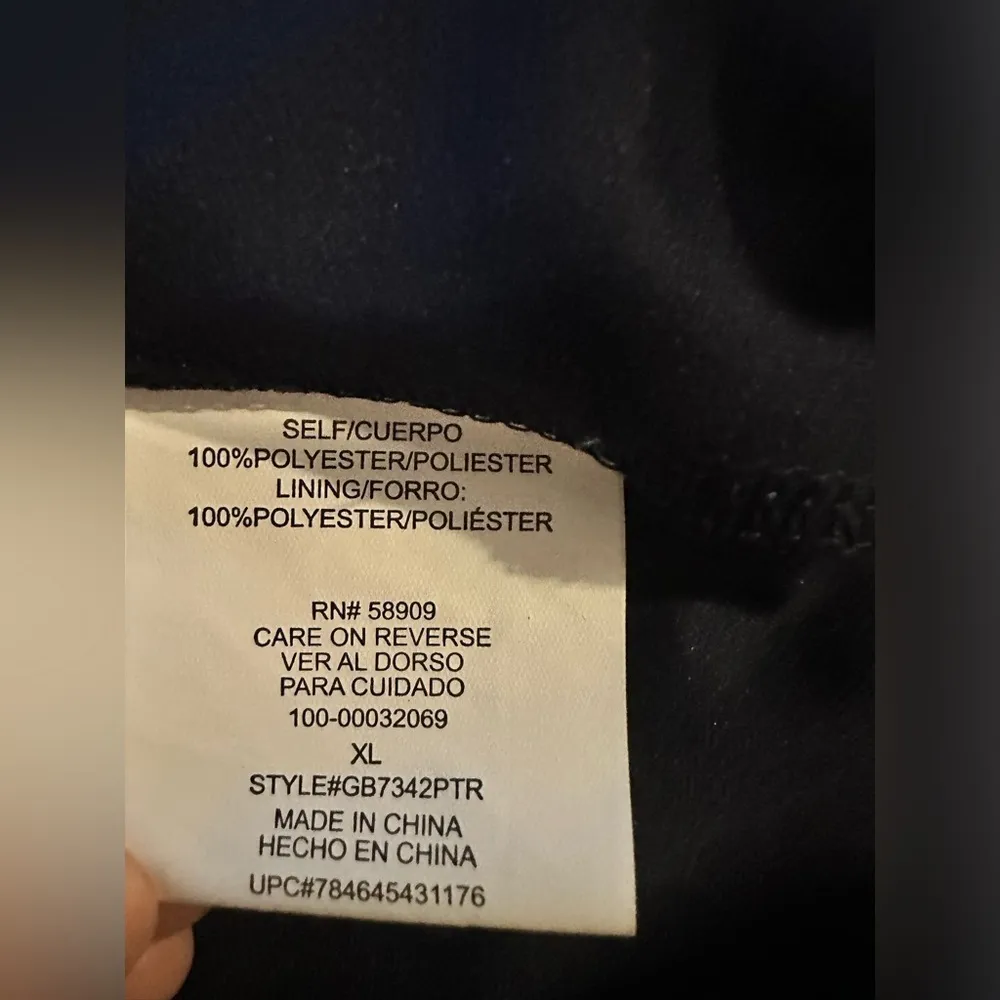 SELF/CUERPO
100%POLYESTER/POLIESTER
LINING/FORRO:
100%POLYESTER/POLIÉSTER
RN# 58909
CARE ON REVERSE
VER AL DORSO
PARA CUIDADO
100-00032069
XL
STYLE#GB7342PTR
MADE IN CHINA
HECHO EN CHINA
UPC#784645431176